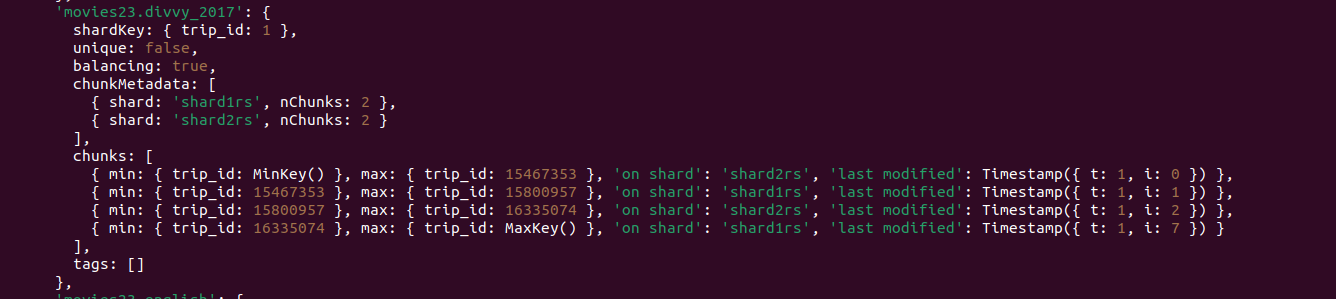 'movies23.divvy_2017': {
shardKey: { trip_id: 1 },
unique: false,
balancing: true,
chunkMetadata: [
{ shard: 'shard1rs', nChunks: 2 },
{ shard: 'shard2rs', nChunks: 2 }
],
chunks: [
{ min: { trip_id: MinKey() }, max: { trip_id: 15467353 }, 'on shard': 'shard2rs', 'last modified': Timestamp({ t: 1, i: 0 }) },
{ min: { trip_id: 15467353 }, max: { trip_id: 15800957 }, 'on shard': 'shard1rs', 'last modified': Timestamp({ t: 1, i: 1 }) },
{ min: { trip_id: 15800957 }, max: { trip_id: 16335074 }, 'on shard': 'shard2rs', 'last modified': Timestamp({ t: 1, i: 2 }) },
{ min: { trip_id: 16335074 }, max: { trip_id: MaxKey() }, 'on shard': 'shard1rs', 'last modified': Timestamp({ t: 1, i: 7 }) }
],
tags: []
},